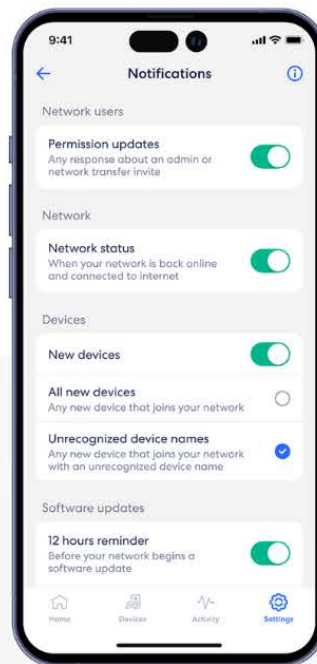 9:41
Notifications
Network users
Permission updates
Any response about an admin or
network transfer invite
Network
Network status
When your network is back online
and connected to internet
Devices
New devices
All new devices
Any new device that joins your network
Unrecognized device names
Any new device that joins your network
with an unrecognized device name
Software updates
12 hours reminder
Before your network begins a
software update
Home Devices Activity Settings